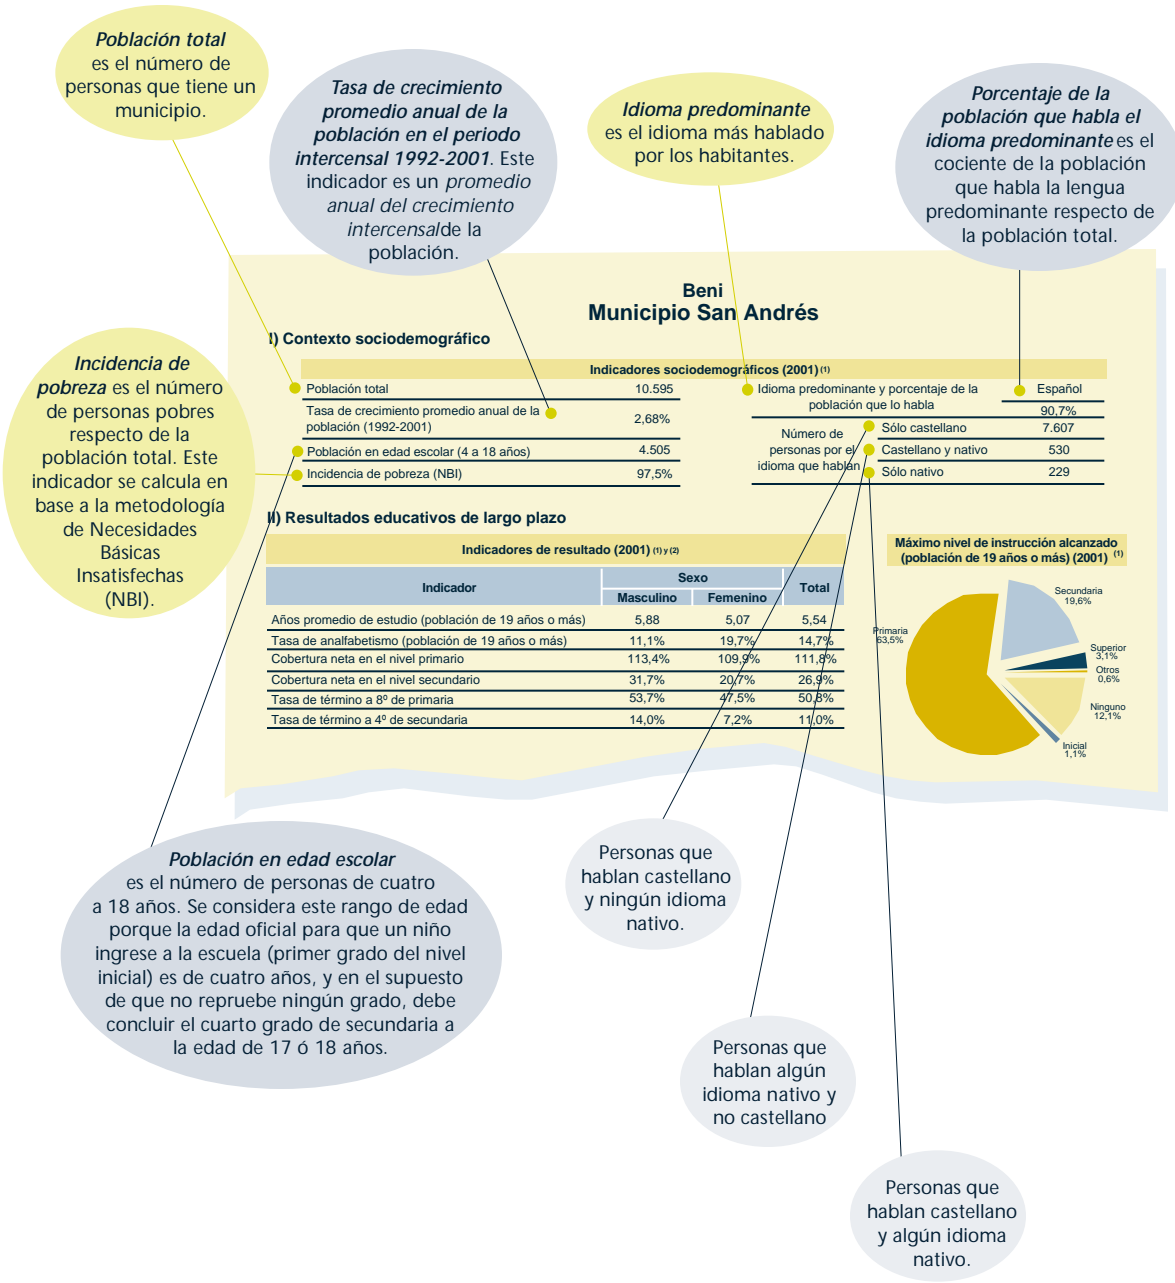 Población total
es el número de
personas que tiene un
municipio.
Tasa de crecimiento
promedio anual de la
población en el periodo
intercensal 1992-2001. Este
indicador es un promedio
anual del crecimiento
intercensalde la
población.
Idioma predominante
es el idioma más hablado
por los habitantes.
Porcentaje de la
población que habla el
idioma predominante es el
cociente de la población
que habla la lengua
predominante respecto de
la población total.
Incidencia de
pobreza es el número
de personas pobres
respecto de la
población total. Este
indicador se calcula en
base a la metodología
de Necesidades
Básicas
Insatisfechas
(NBI).
Beni
Municipio San Andrés
I) Contexto sociodemográfico
Indicadores sociodemográficos (2001) (1)
Población total 10.595
Tasa de crecimiento promedio anual de la
población (1992-2001) 2,68%
Población en edad escolar (4 a 18 años) 4.505
Incidencia de pobreza (NBI) 97,5%
Idioma predominante y porcentaje de la
población que lo habla
Español
90,7%
Número de
personas por el
idioma que hablan
Sólo castellano 7.607
Castellano y nativo 530
Sólo nativo 229
II) Resultados educativos de largo plazo
Indicadores de resultado (2001) (1) y (2)
Indicador Sexo Total
Masculino Femenino
Años promedio de estudio (población de 19 años o más) 5,88 5,07 5,54
Tasa de analfabetismo (población de 19 años o más) 11,1% 19,7% 14,7%
Cobertura neta en el nivel primario 113,4% 109,9% 111,8%
Cobertura neta en el nivel secundario 31,7% 20,7% 26,9%
Tasa de término a 8º de primaria 53,7% 47,5% 50,8%
Tasa de término a 4º de secundaria 14,0% 7,2% 11,0%
Máximo nivel de instrucción alcanzado
(población de 19 años o más) (2001) (1)
Secundaria
19,6%
Primaria
63,5%
Superior
3,1%
Otros
0,6%
Ninguno
12,1%
Inicial
1,1%
Población en edad escolar
es el número de personas de cuatro
a 18 años. Se considera este rango de edad
porque la edad oficial para que un niño
ingrese a la escuela (primer grado del nivel
inicial) es de cuatro años, y en el supuesto
de que no repruebe ningún grado, debe
concluir el cuarto grado de secundaria a
la edad de 17 ó 18 años.
Personas que
hablan castellano
y ningún idioma
nativo.
Personas que
hablan algún
idioma nativo y
no castellano
Personas que
hablan castellano
y algún idioma
nativo.